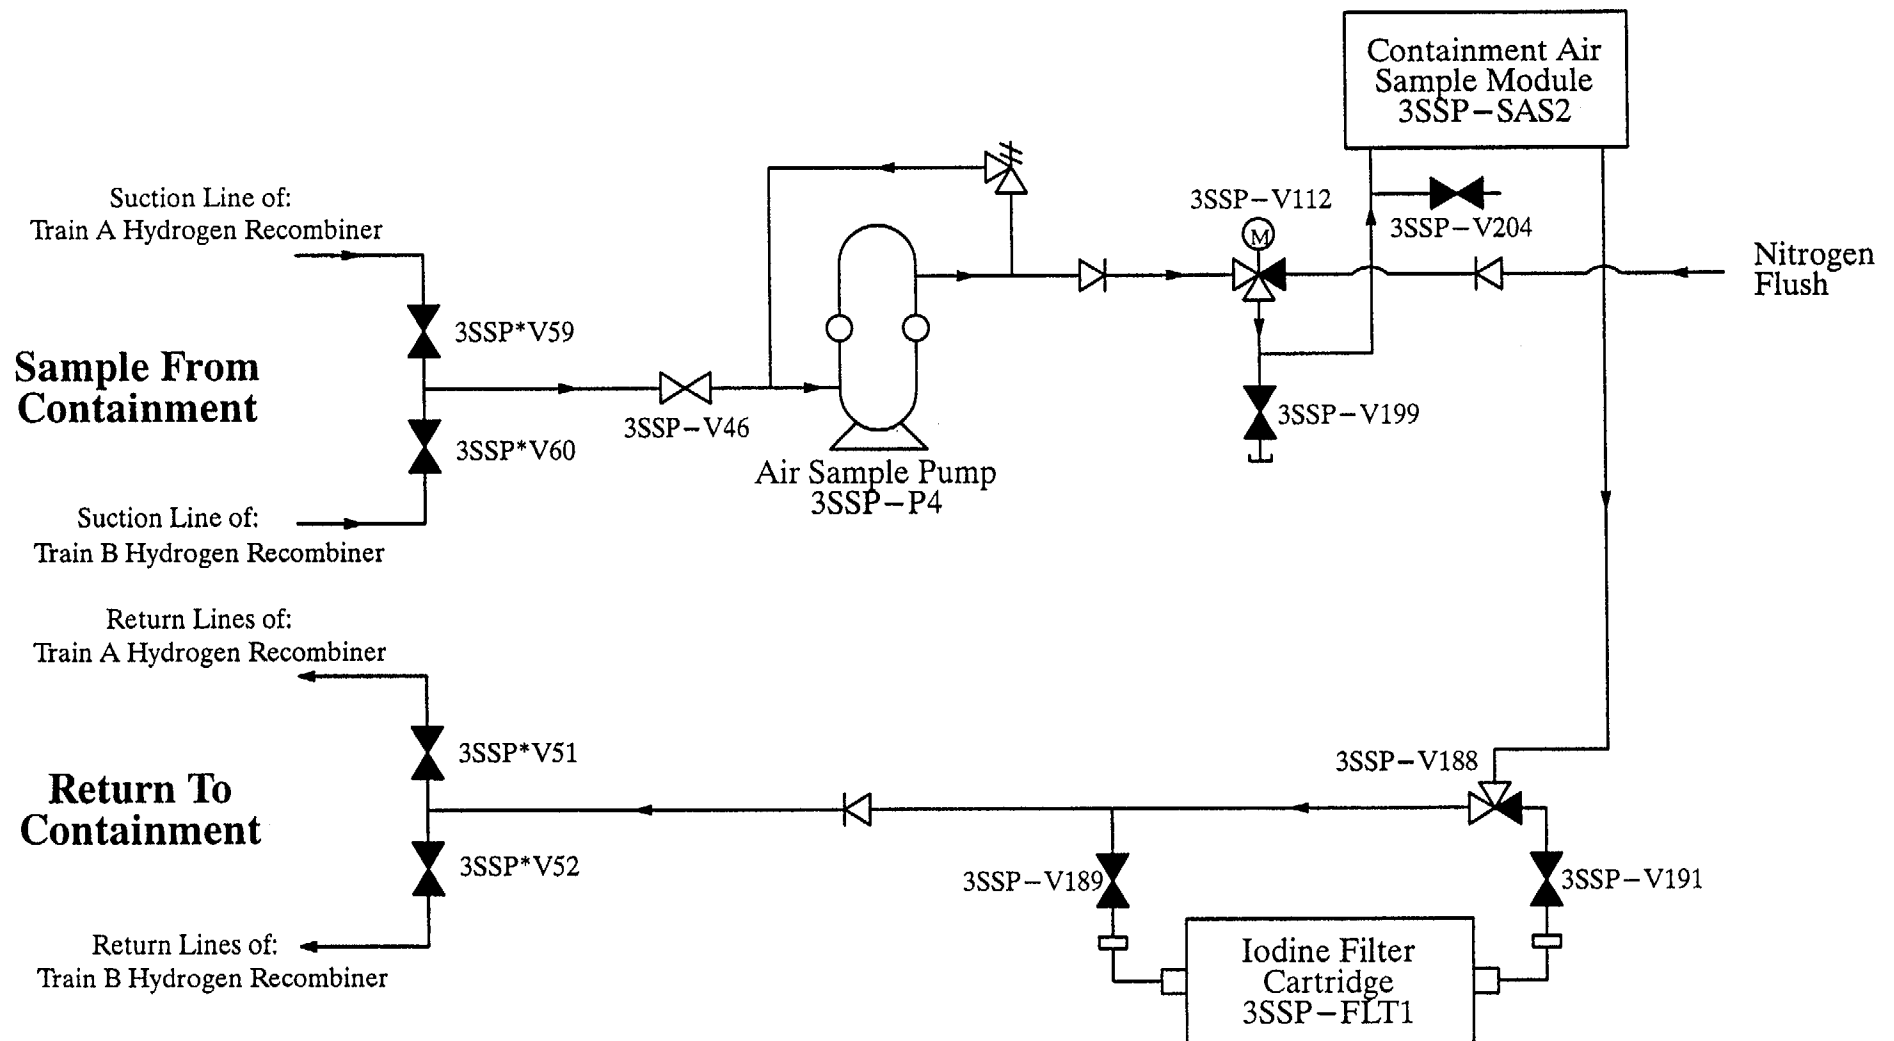 Containment Air
Sample Module
3SSP-SAS2
Suction Line of:
Train A Hydrogen Recombiner
3SSP-V112
M
3SSP-V204
Nitrogen
Flush
3SSP*V59
Sample From
Containment
3SSP-V46
3SSP-V199
3SSP*V60
Air Sample Pump
3SSP-P4
Suction Line of:
Train B Hydrogen Recombiner
Return Lines of:
Train A Hydrogen Recombiner
3SSP*V51
3SSP-V188
Return To
Containment
3SSP*V52
3SSP-V189
3SSP-V191
Return Lines of:
Train B Hydrogen Recombiner
Iodine Filter
Cartridge
3SSP-FLT1